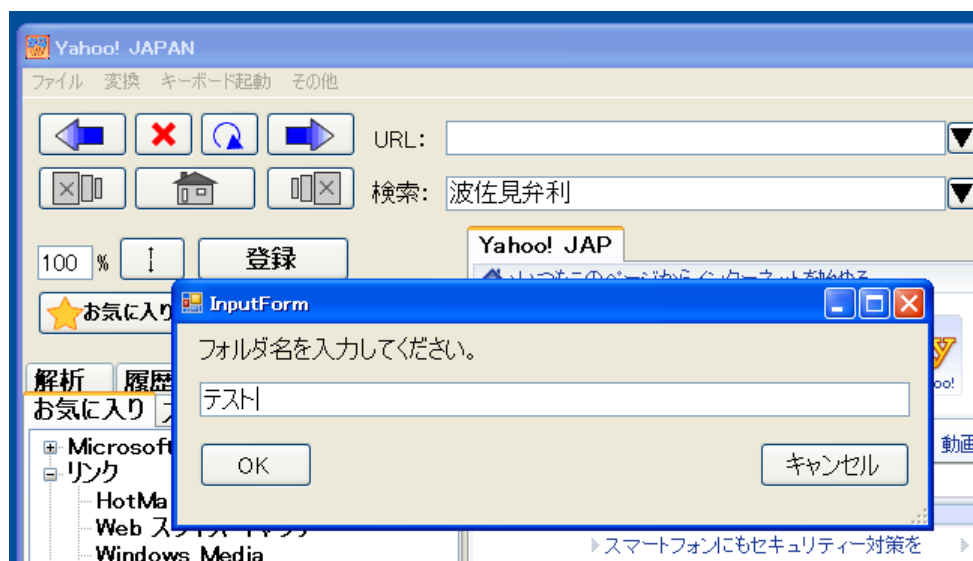 Yahoo! JAPAN
ファイル 変換 キーボード起動 その他
URL:
検索: 波佐見弁利
100 % 登録
Yahoo! JAP
お気に入り
InputForm
フォルダ名を入力してください。
テスト
OK キャンセル
解析 履歴
お気に入り
Microsoft
リンク
HotMa
Web
Windows Media
oo!
動画
スマートフォンにもセキュリティー対策を